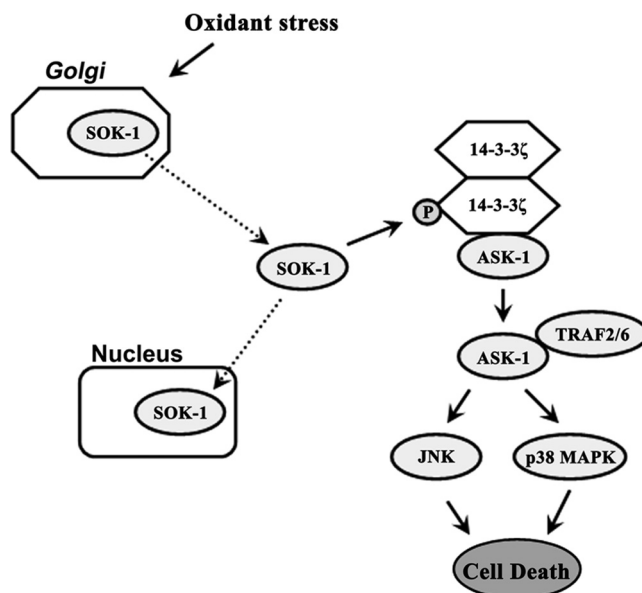 Oxidant stress
Golgi
SOK-1
14-3-3ζ
14-3-3ζ
P
SOK-1
ASK-1
TRAF2/6
ASK-1
Nucleus
SOK-1
JNK
p38 MAPK
Cell Death